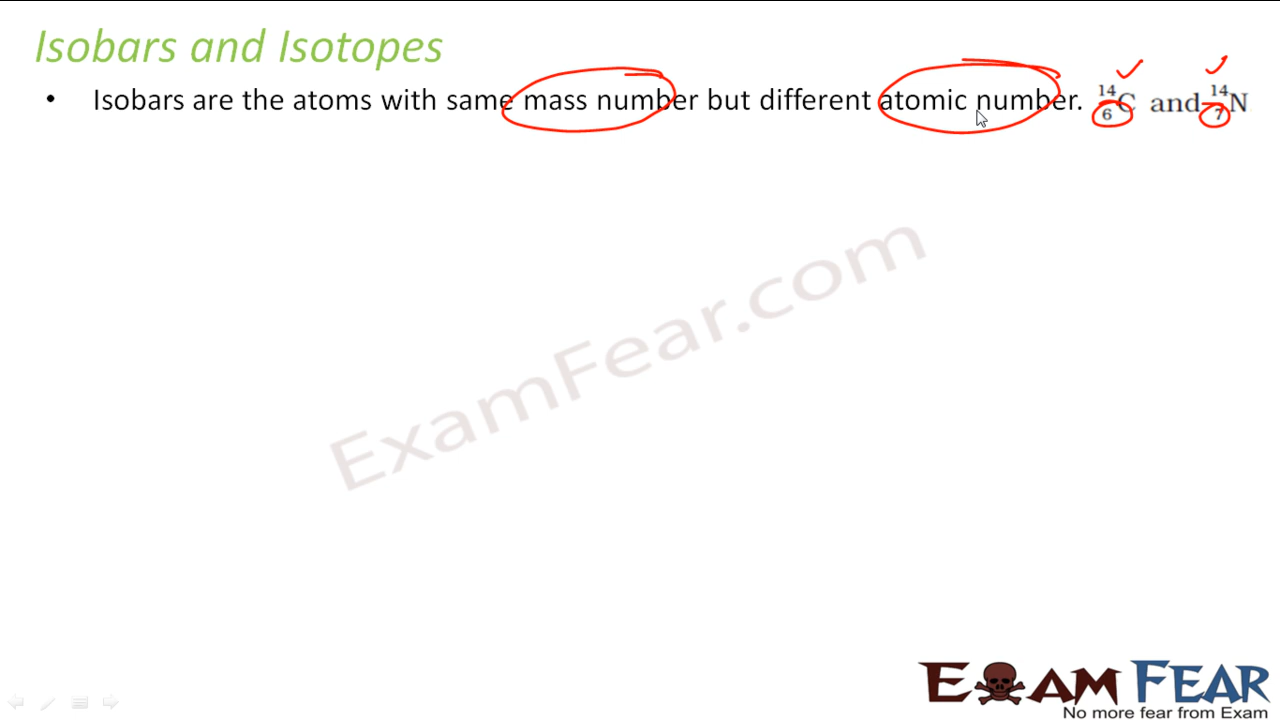 Isobars and Isotopes
• Isobars are the atoms with same mass number but different atomic number. ¹⁴₆C and ¹⁴₇N
ExamFear.com
EXAM FEAR
No more fear from Exam